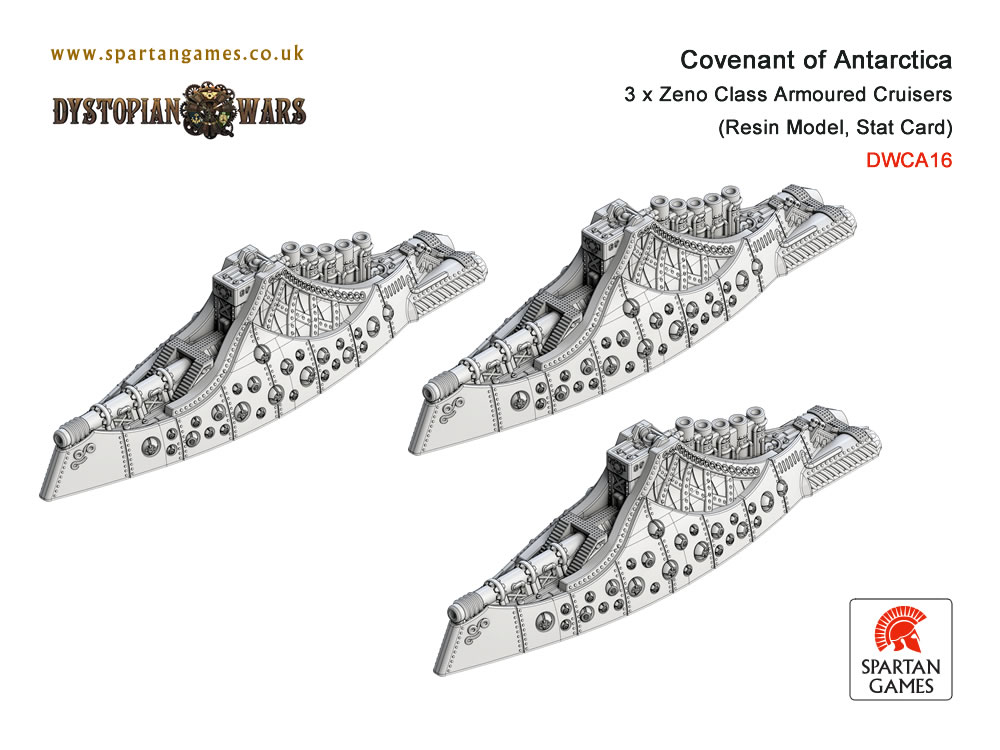 www.spartangames.co.uk
DYSTOPIAN WARS
Covenant of Antarctica
3 x Zeno Class Armoured Cruisers
(Resin Model, Stat Card)
DWCA16
SPARTAN
GAMES